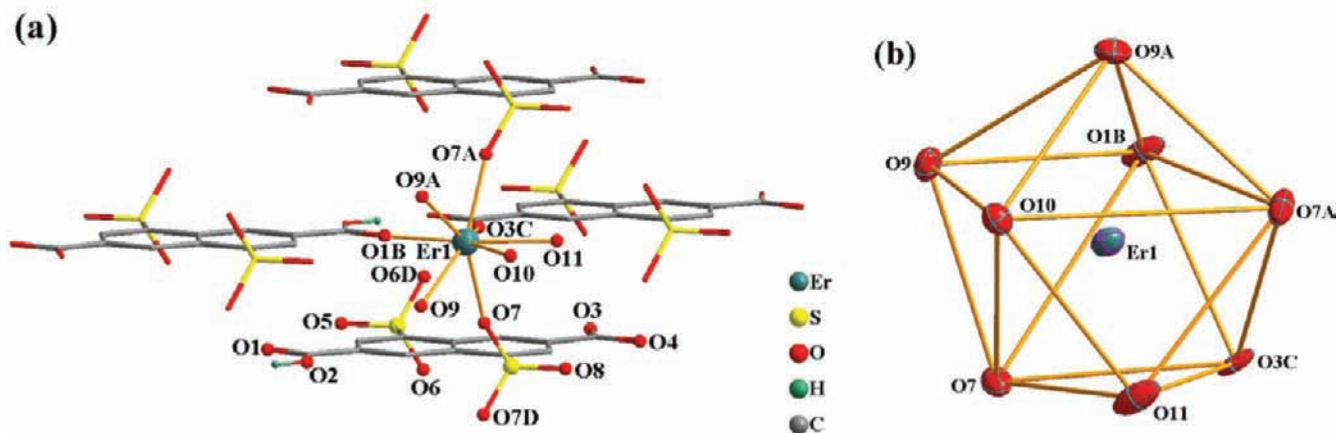 (a)
O7A
O9A
O3C
O1B
Er1
O11
O10
O6D
O9
O7
O5
O3
O1
O4
O2
O6
O8
O7D
Er
S
O
H
C
(b)
O9A
O1B
O9
O10
O7A
Er1
O7
O3C
O11